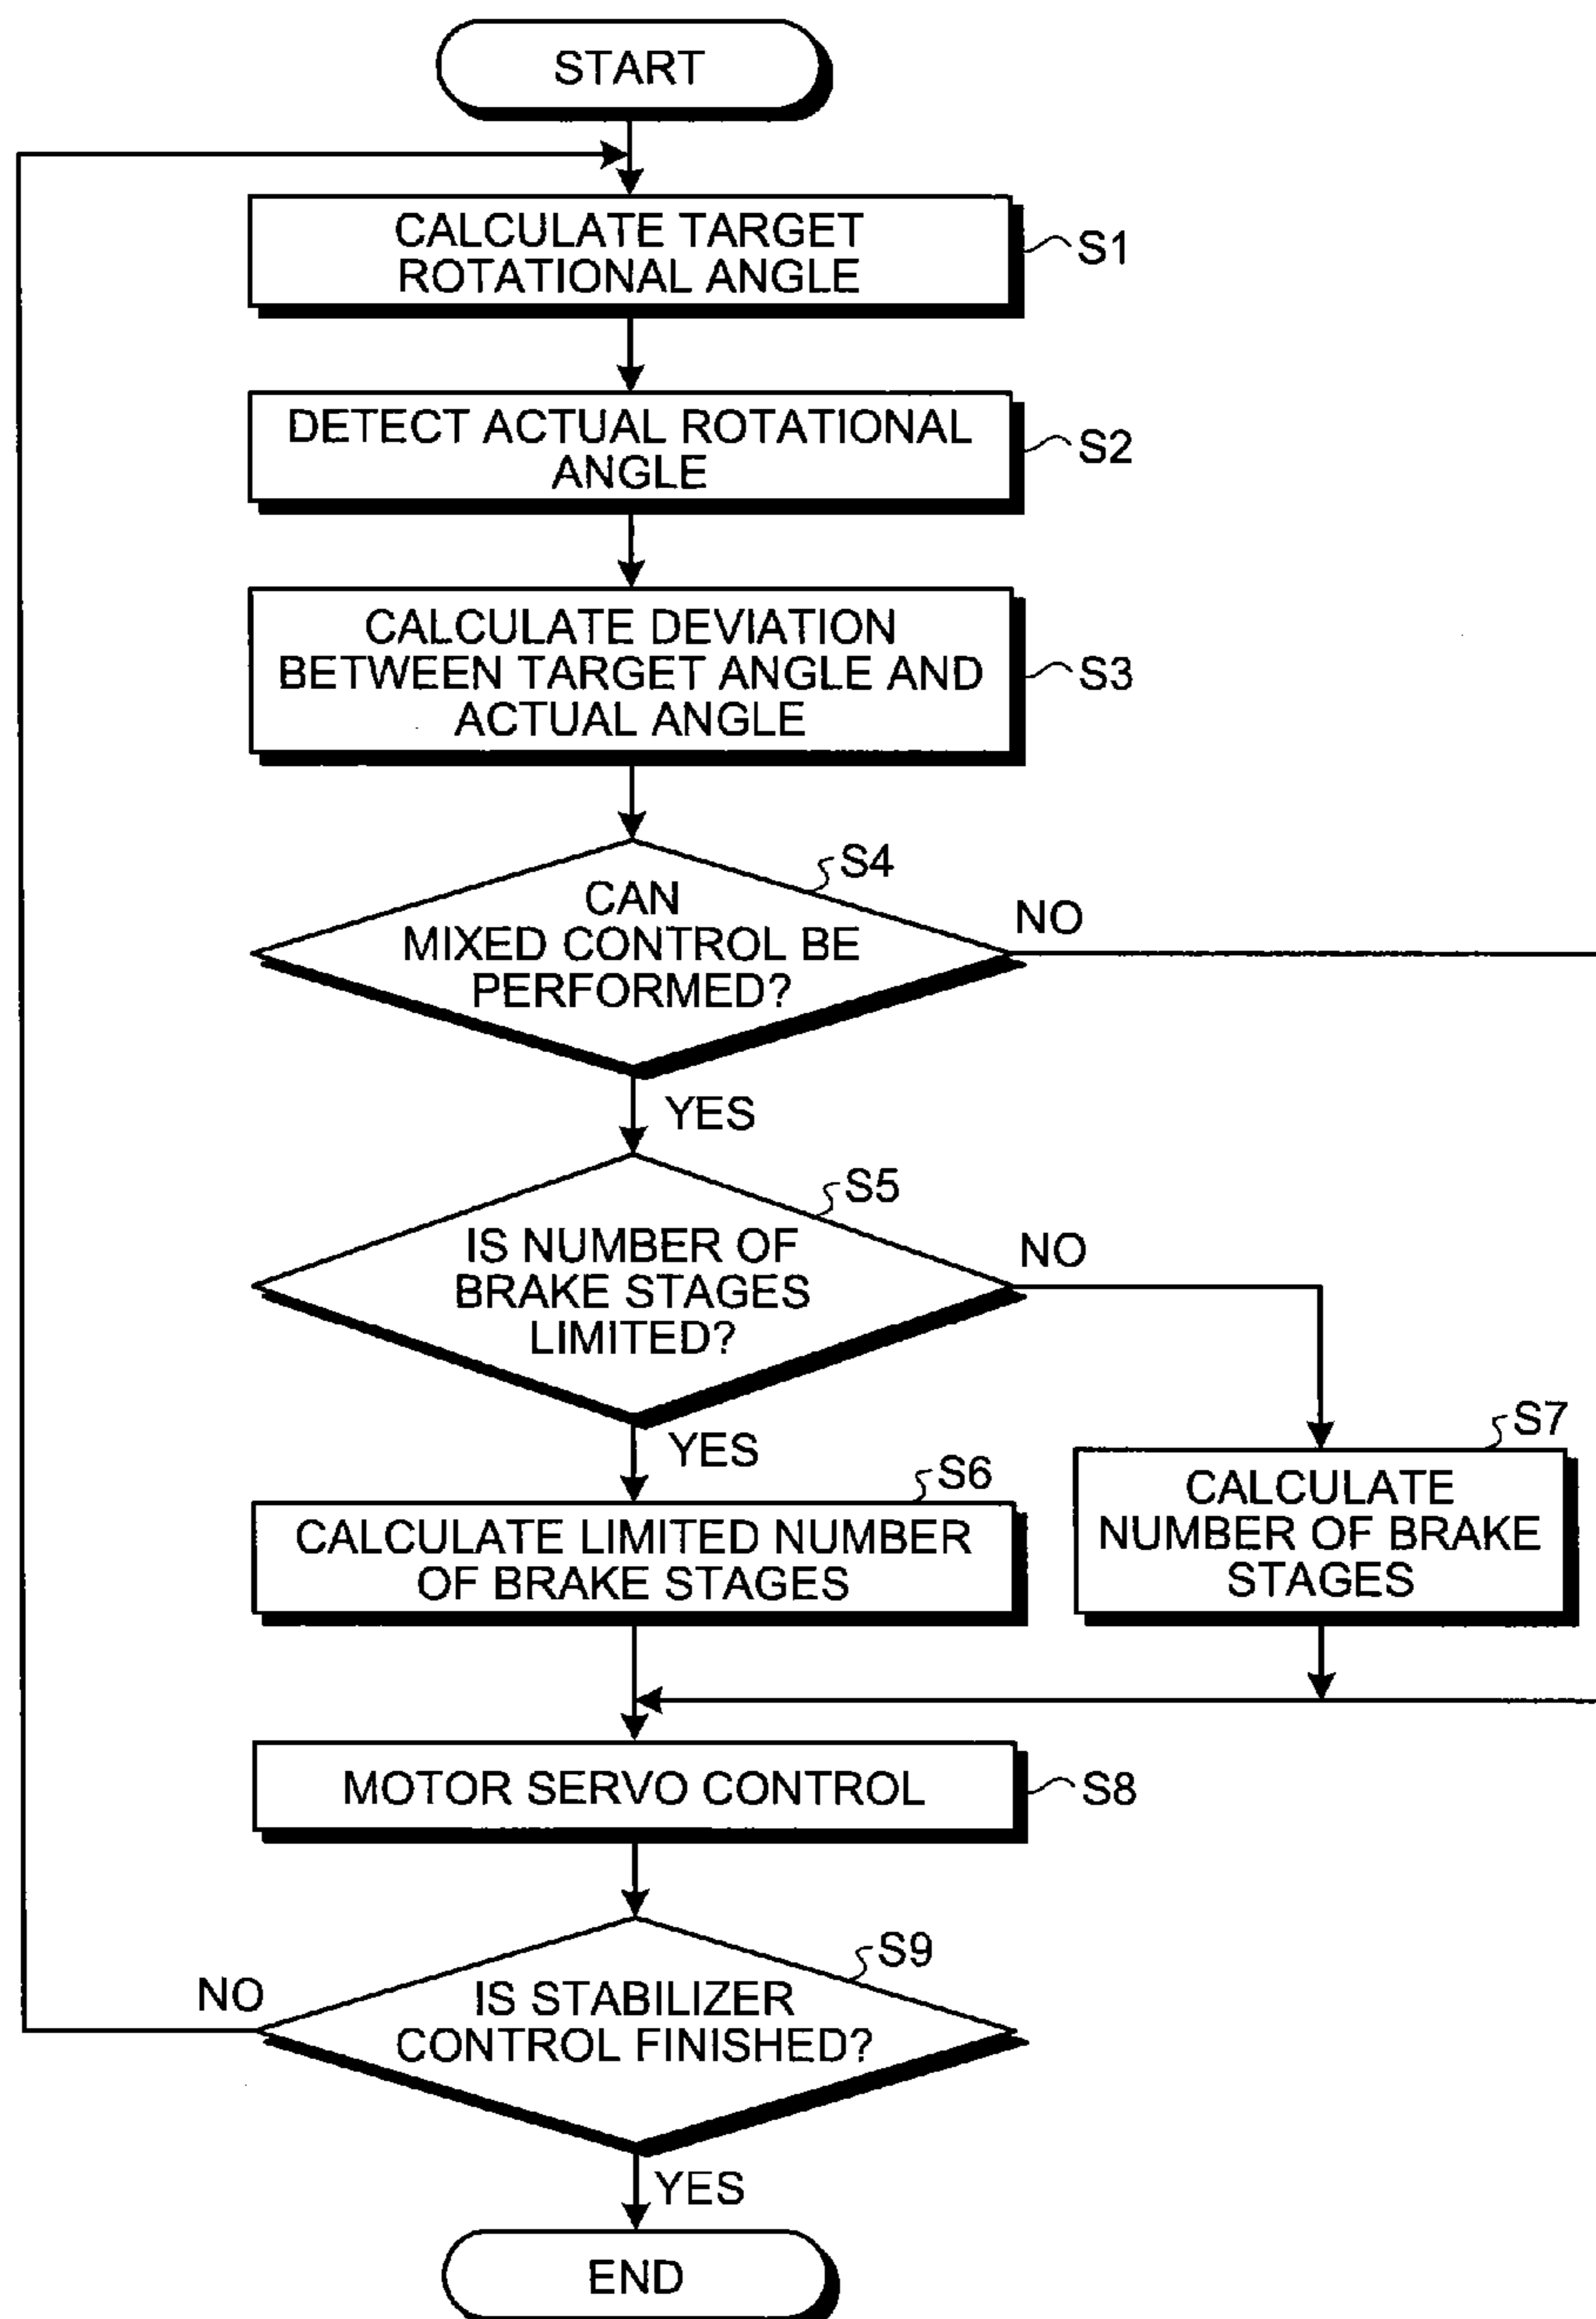 START
CALCULATE TARGET
ROTATIONAL ANGLE
S1
DETECT ACTUAL ROTATIONAL
ANGLE
S2
CALCULATE DEVIATION
BETWEEN TARGET ANGLE AND
ACTUAL ANGLE
S3
S4
CAN
MIXED CONTROL BE
PERFORMED?
NO
YES
S5
IS NUMBER OF
BRAKE STAGES
LIMITED?
NO
YES
S6
CALCULATE LIMITED NUMBER
OF BRAKE STAGES
S7
CALCULATE
NUMBER OF BRAKE
STAGES
MOTOR SERVO CONTROL
S8
S9
IS STABILIZER
CONTROL FINISHED?
NO
YES
END